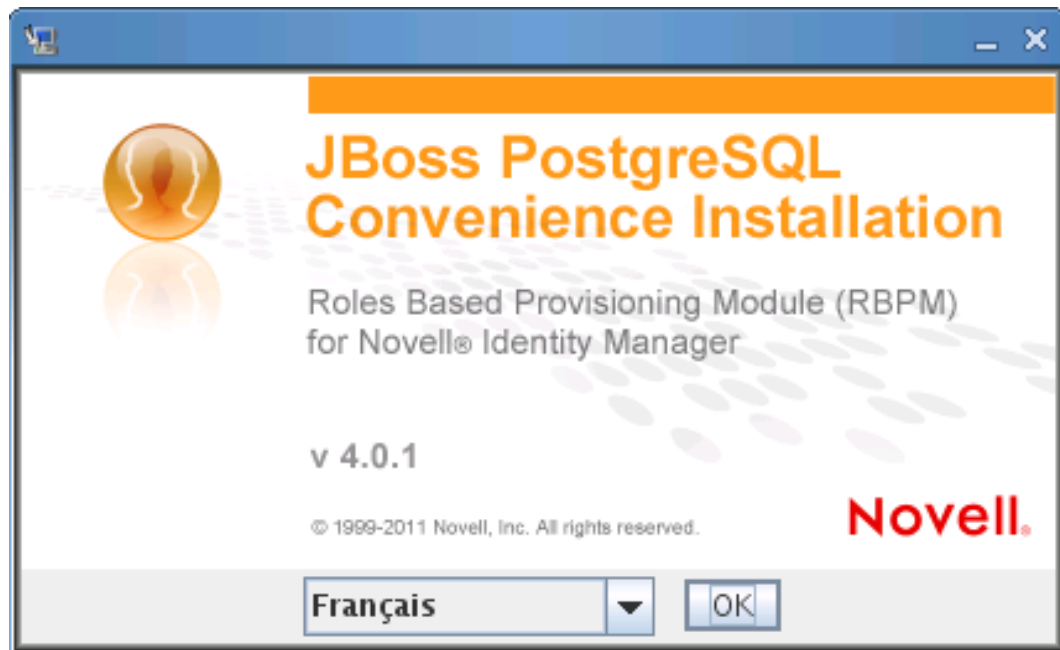 JBoss PostgreSQL
Convenience Installation
Roles Based Provisioning Module (RBPM)
for Novell® Identity Manager
v 4.0.1
© 1999-2011 Novell, Inc. All rights reserved.
Novell®
Français
OK